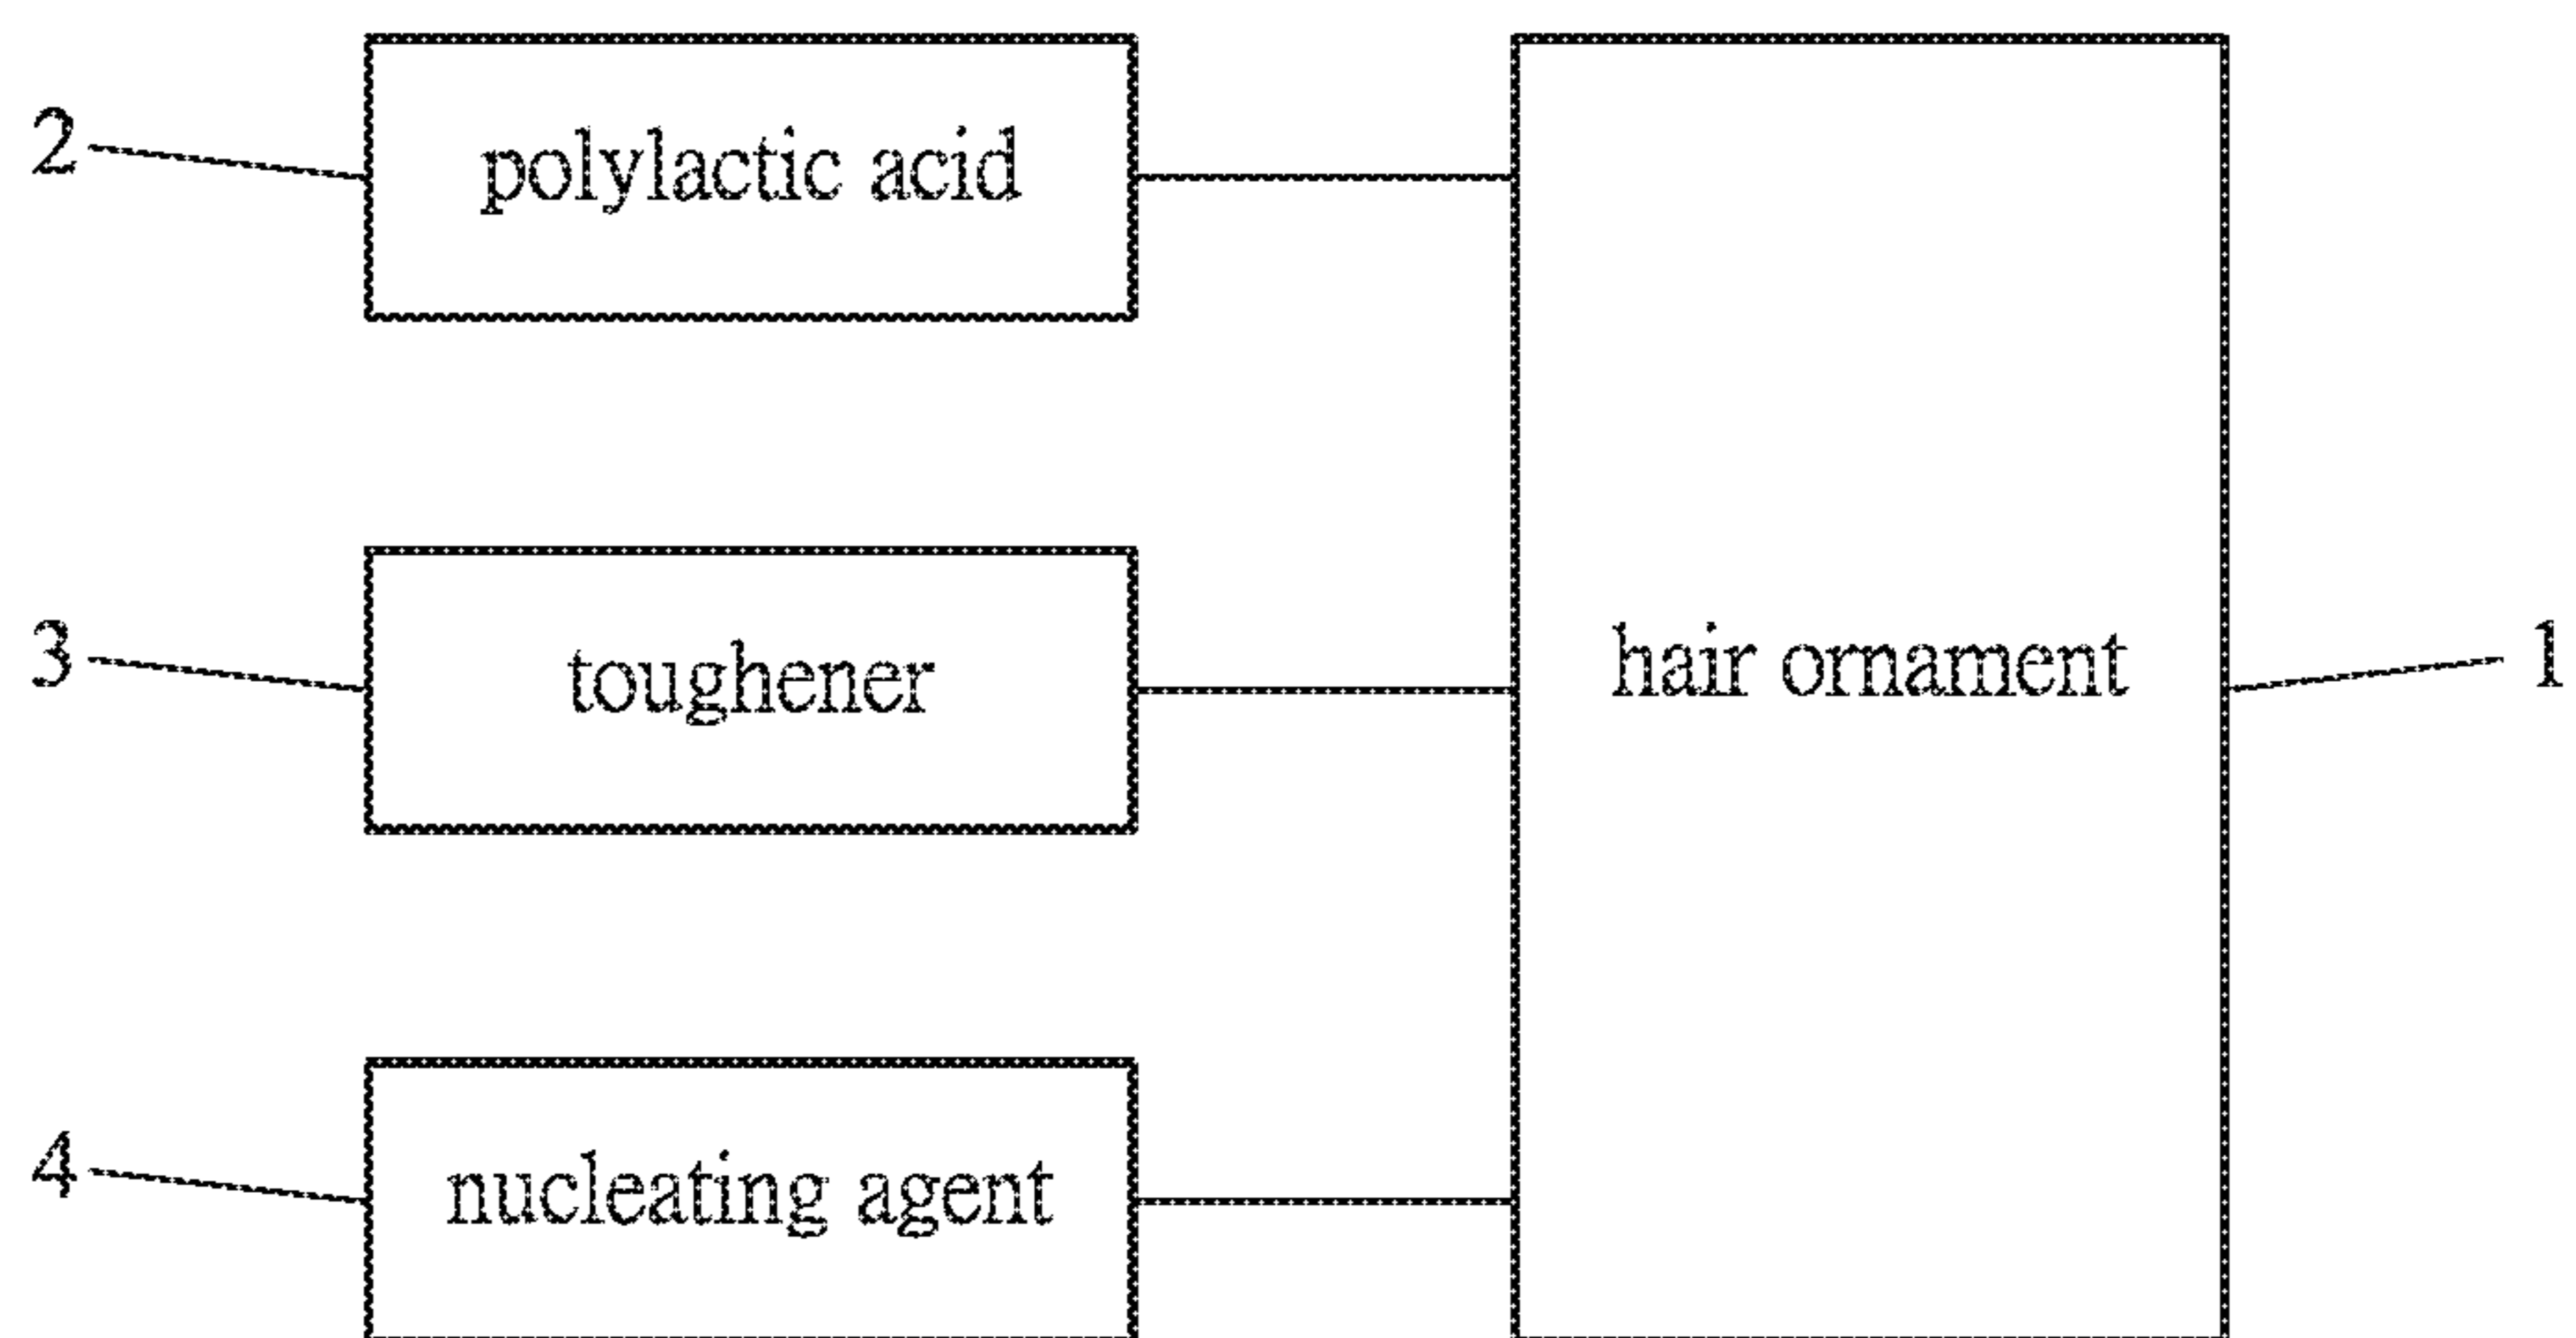 2
polylactic acid
3
toughener
hair ornament
1
4
nucleating agent